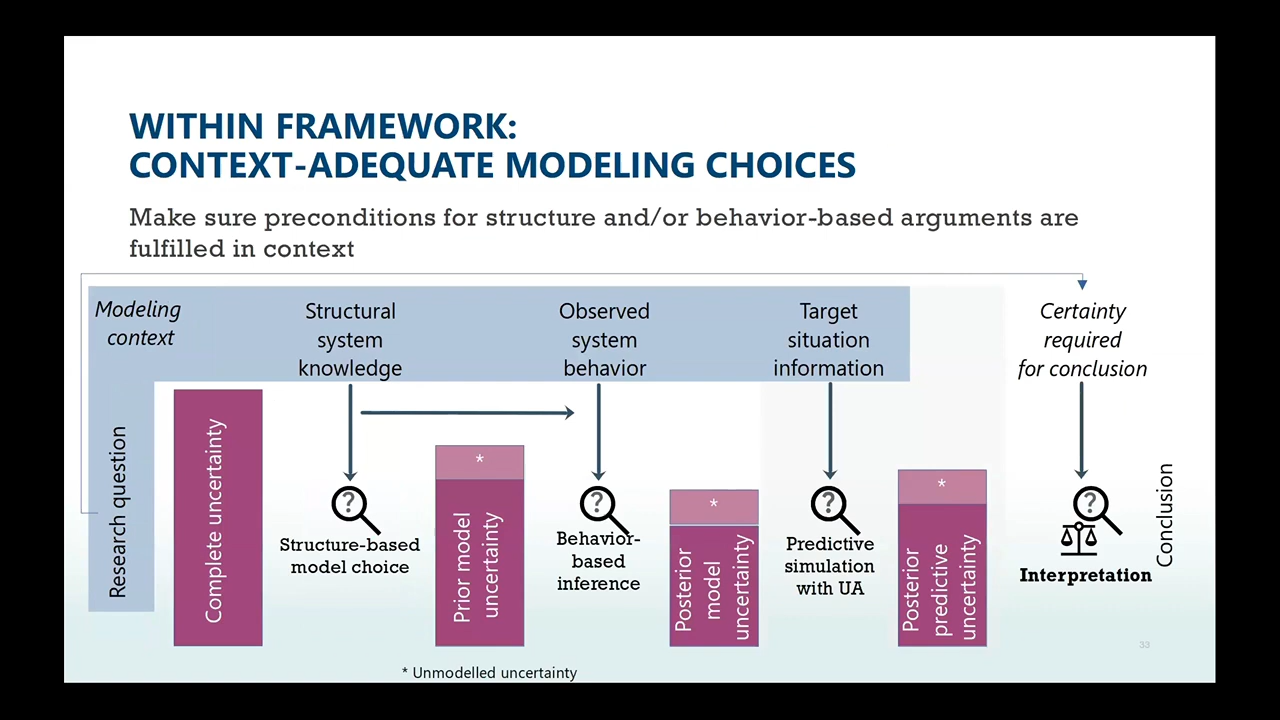 WITHIN FRAMEWORK:
CONTEXT-ADEQUATE MODELING CHOICES
Make sure preconditions for structure and/or behavior-based arguments are
fulfilled in context
Modeling
context
Structural
system
knowledge
Observed
system
behavior
Target
situation
information
Certainty
required
for conclusion
Research question
Complete uncertainty
?
Structure-based
model choice
*
Prior model
uncertainty
?
Behavior-
based
inference
*
Posterior
model
uncertainty
?
Predictive
simulation
with UA
*
Posterior
predictive
uncertainty
?
Interpretation
Conclusion
33
* Unmodelled uncertainty